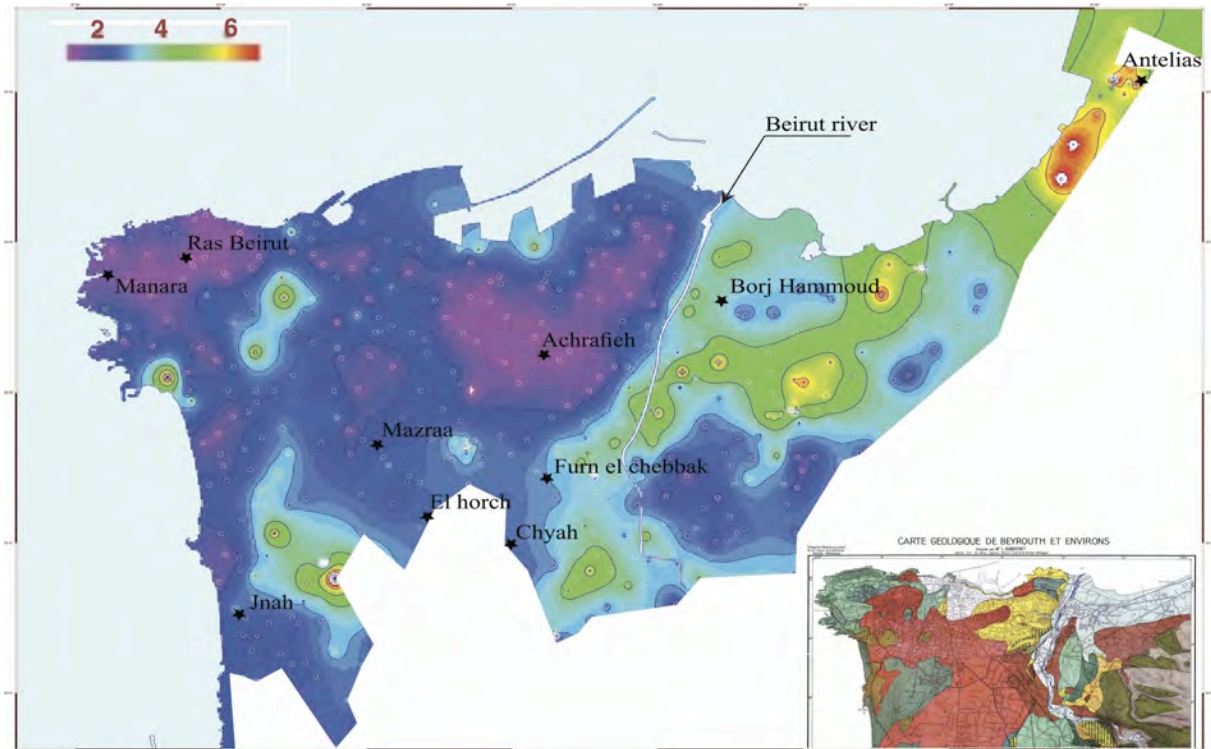 2 4 6
Antelias
Beirut river
Ras Beirut
Manara
Borj Hammoud
Achrafieh
Mazraa
Furn el chebbak
El horch
Chyah
Jnah
CARTE GEOLOGIQUE DE BEYROUTH ET ENVIRONS